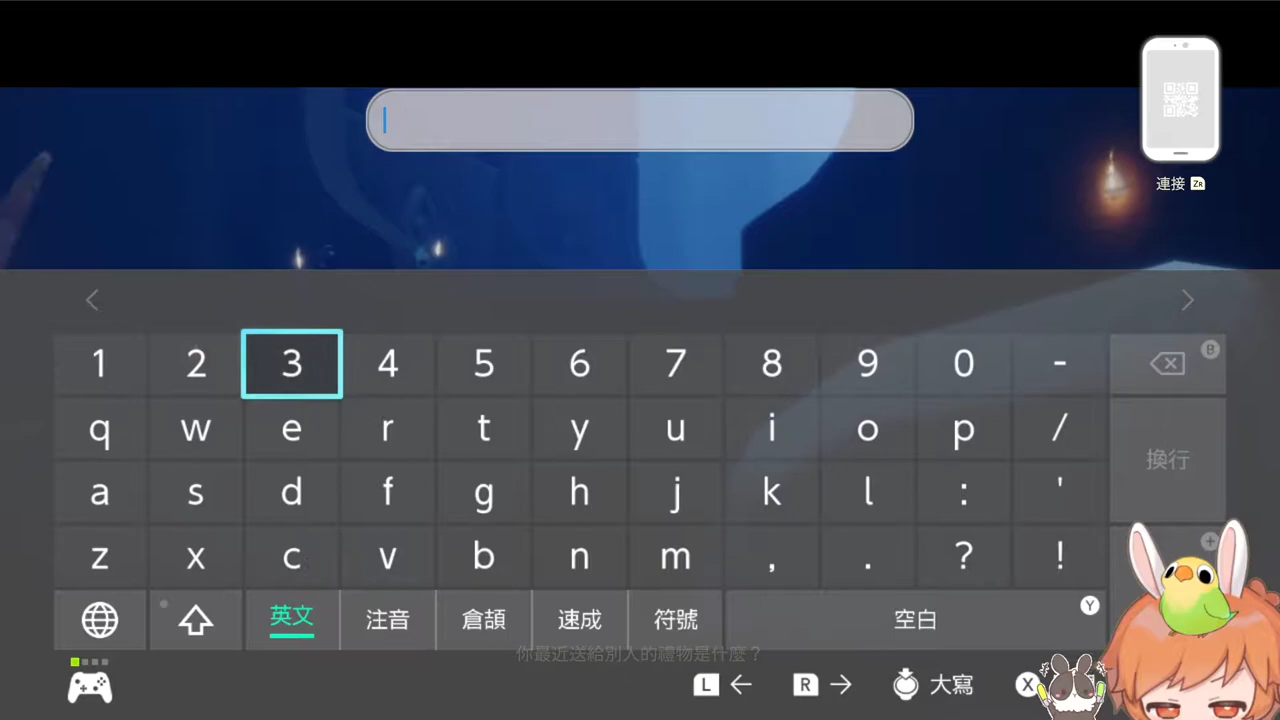 連接 ZR
1 2 3 4 5 6 7 8 9 0 - B
q w e r t y u i o p /
換行
a s d f g h j k l : '
z x c v b n m , . ? ! +
英文 注音 倉頡 速成 符號 空白 Y
你最近送給別人的禮物是什麼？
L ← R → 大寫 X